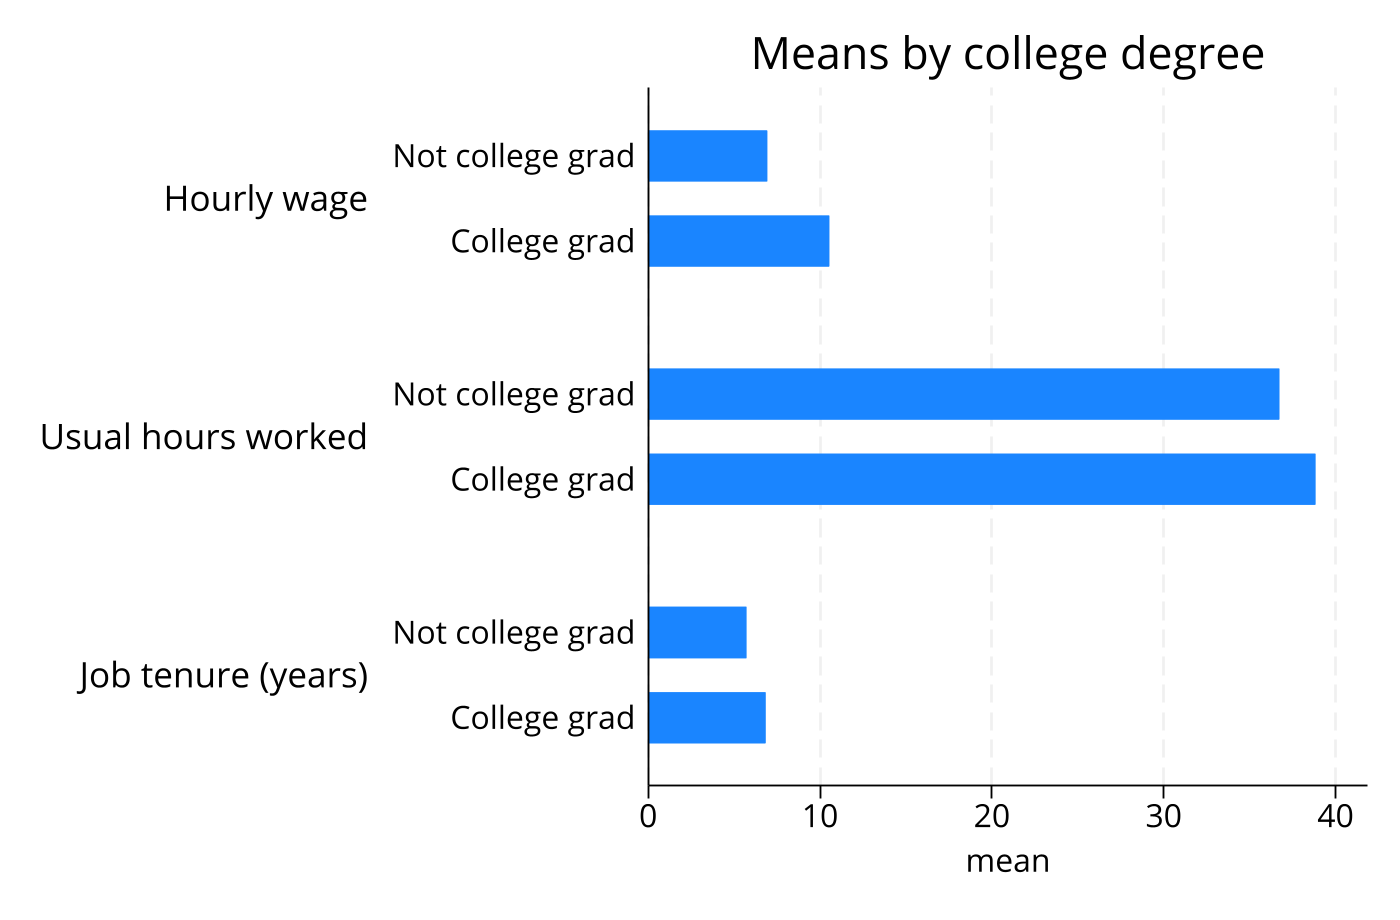 Means by college degree
Hourly wage
Not college grad
College grad
Usual hours worked
Not college grad
College grad
Job tenure (years)
Not college grad
College grad
0 10 20 30 40
mean